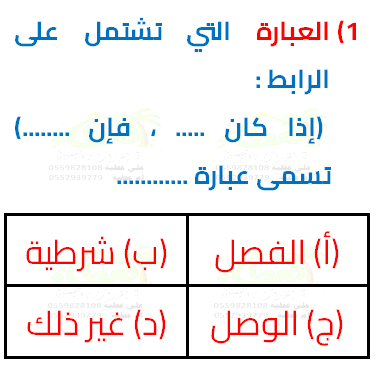 1) العبارة التي تشتمل على
الرابط :
(إذا كان ..... ، فإن ........)
تسمى عبارة ............
(أ) الفصل (ب) شرطية
(ج) الوصل (د) غير ذلك